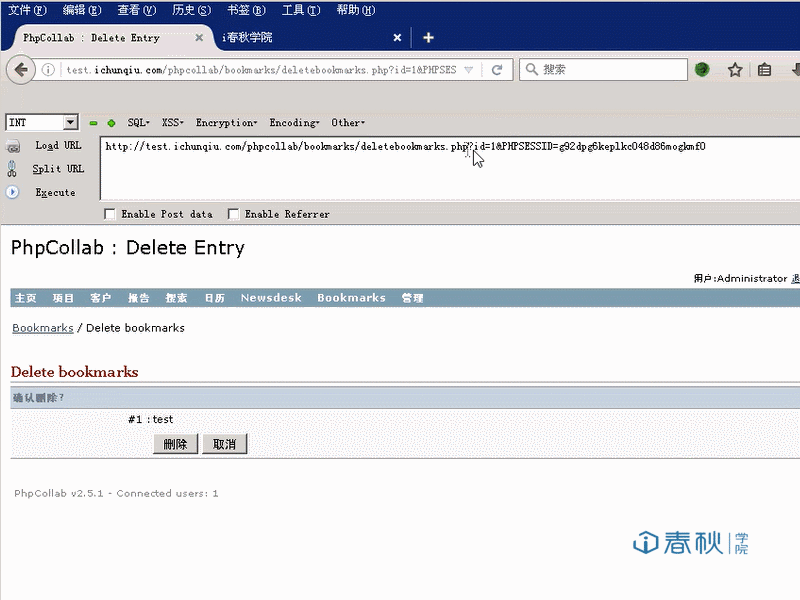 文件(F) 编辑(E) 查看(V) 历史(S) 书签(B) 工具(T) 帮助(H)
PhpCollab : Delete Entry × i春秋学院 × +
test.ichunqiu.com/phpcollab/bookmarks/deletebookmarks.php?id=1&PHPSES 搜索
INT SQL▾ XSS▾ Encryption▾ Encoding▾ Other▾
Load URL http://test.ichunqiu.com/phpcollab/bookmarks/deletebookmarks.php?id=1&PHPSESSID=g92dpg6keplkc048d86mogkmf0
Split URL
Execute
Enable Post data Enable Referrer
PhpCollab : Delete Entry
用户:Administrator
主页 项目 客户 报告 搜索 日历 Newsdesk Bookmarks 管理
Bookmarks / Delete bookmarks
Delete bookmarks
确认删除?
#1 : test
删除 取消
PhpCollab v2.5.1 - Connected users: 1
春秋学院